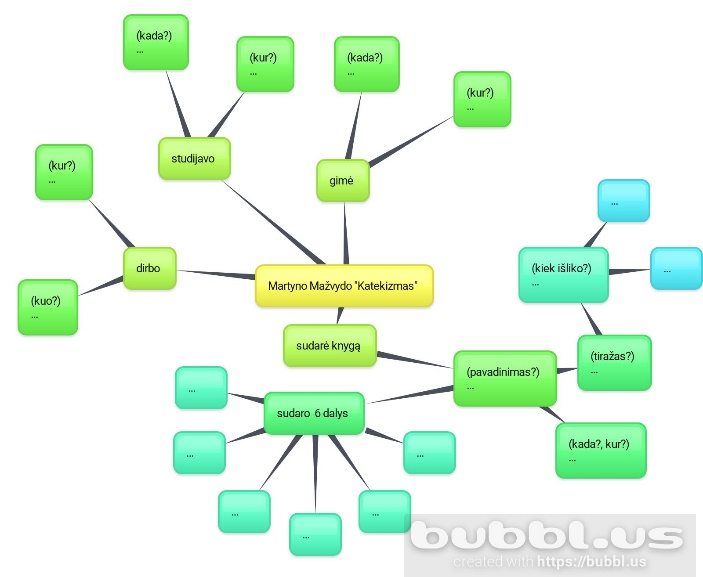 (kada?)
...
(kur?)
...
(kada?)
...
(kur?)
...
studijavo
gimė
(kur?)
...
...
dirbo
(kiek išliko?)
...
...
Martyno Mažvydo "Katekizmas"
(kuo?)
...
sudarė knygą
(pavadinimas?)
...
(tiražas?)
...
...
sudaro 6 dalys
(kada?, kur?)
...
...
...
...
...
...
bubbl.us
created with https://bubbl.us